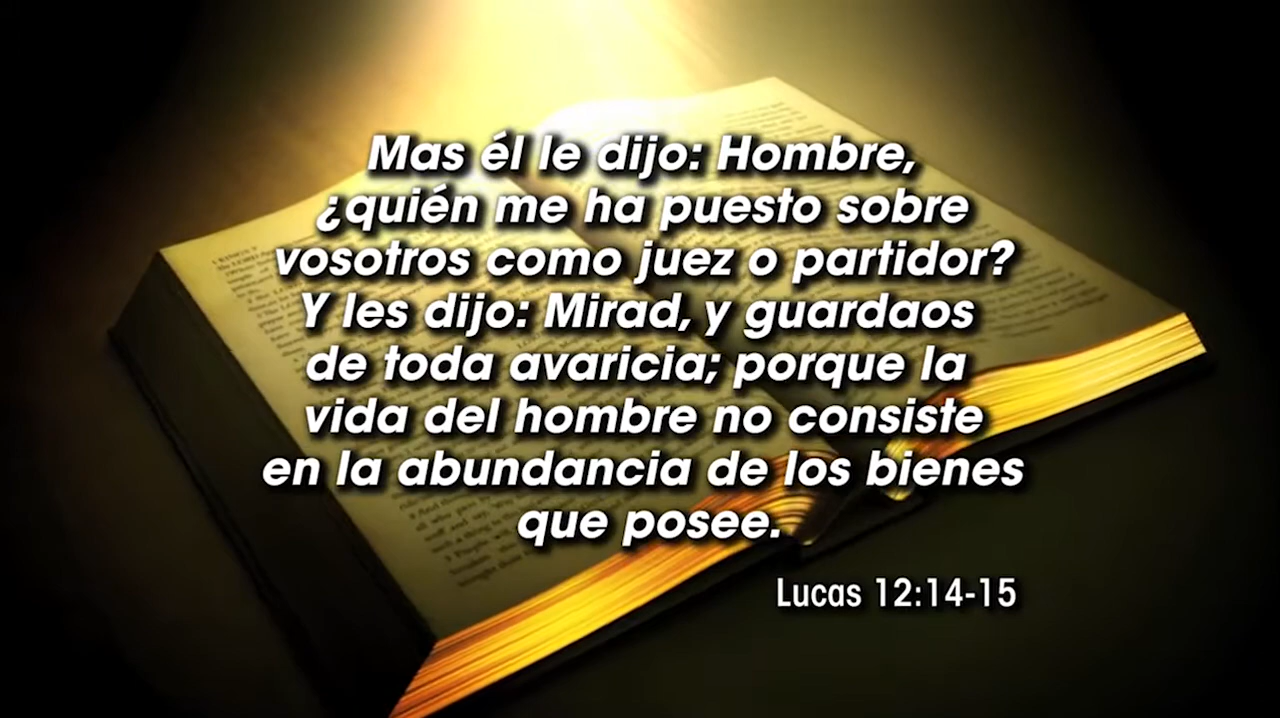 Mas él le dijo: Hombre,
¿quién me ha puesto sobre
vosotros como juez o partidor?
Y les dijo: Mirad, y guardaos
de toda avaricia; porque la
vida del hombre no consiste
en la abundancia de los bienes
que posee.
Lucas 12:14-15